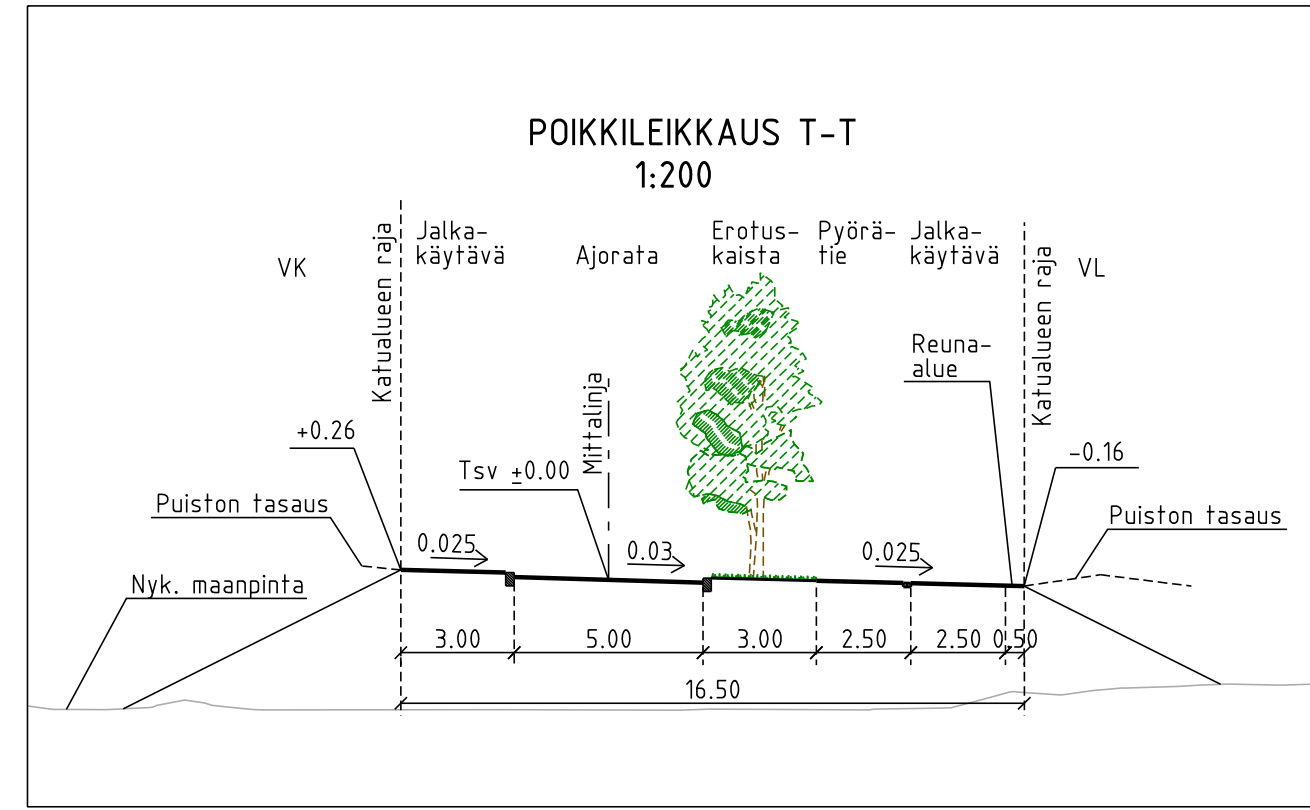 POIKKILEIKKAUS T-T
1:200
VK
Katualueen raja
Jalka-
käytävä
Ajorata
Erotus-
kaista
Pyörä-
tie
Jalka-
käytävä
Katualueen raja
VL
Reuna-
alue
Mittalinja
+0.26
Tsv ±0.00
-0.16
Puiston tasaus
Puiston tasaus
0.025
0.03
0.025
Nyk. maanpinta
3.00
5.00
3.00
2.50
2.50
0.50
16.50